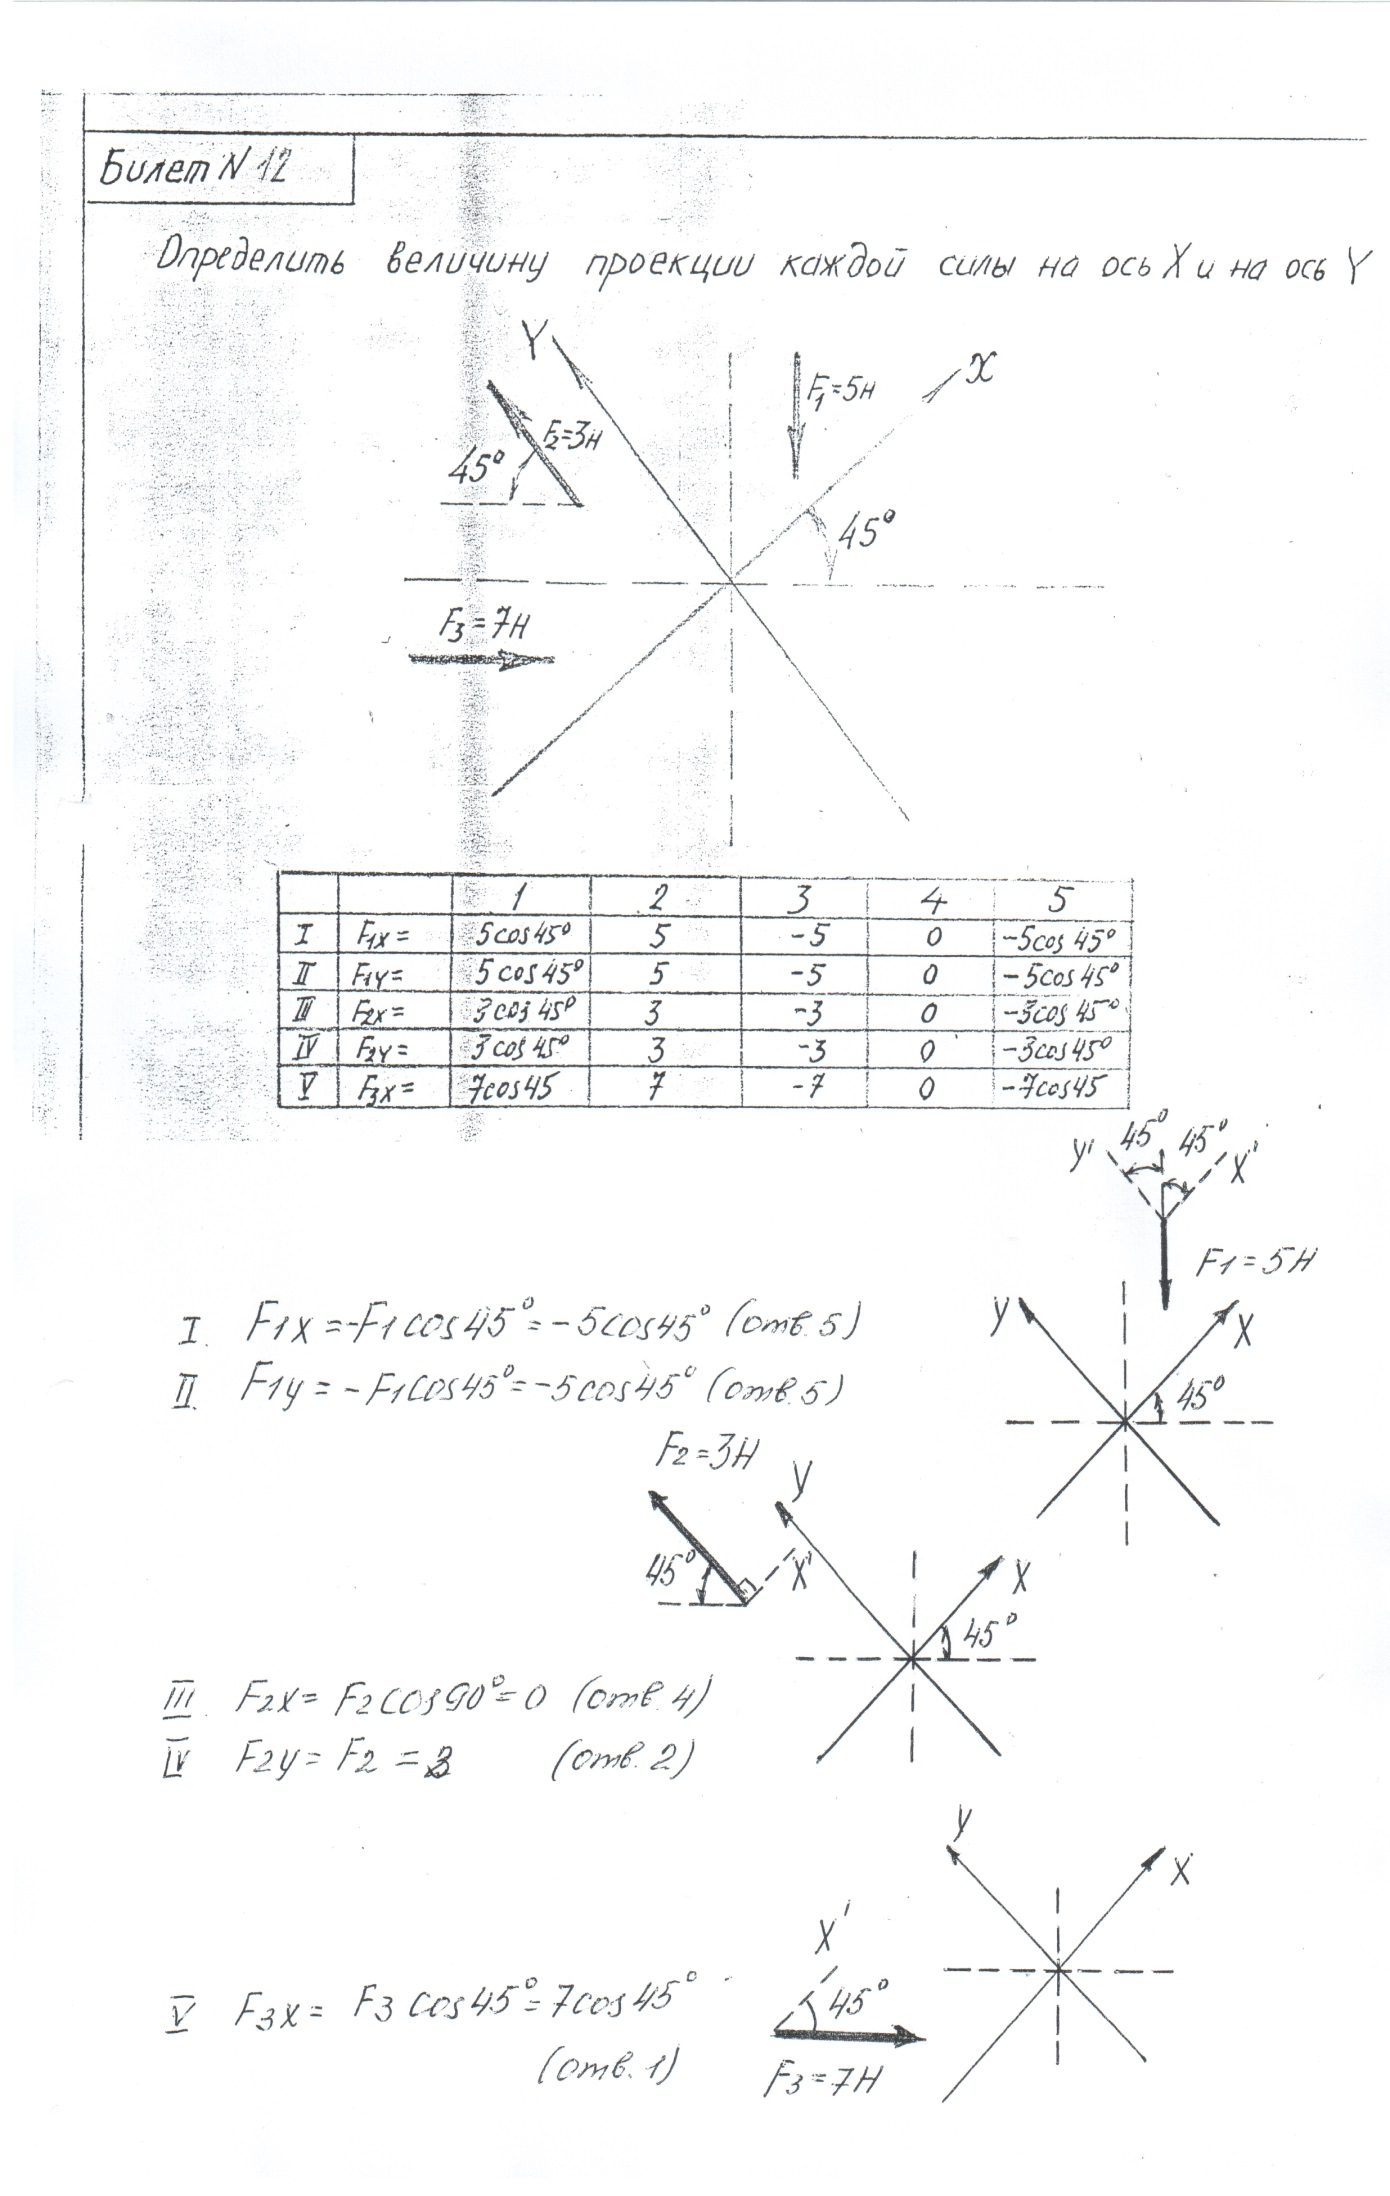 Билет N 12
Определить величину проекции каждой силы на ось X и на ось Y
Y
X
F1=5н
F2=3н
45°
45°
F3=7н
1 2 3 4 5
I F1x= 5cos45° 5 -5 0 -5cos45°
II F1y= 5cos45° 5 -5 0 -5cos45°
III F2x= 3cos45° 3 -3 0 -3cos45°
IV F2y= 3cos45° 3 -3 0 -3cos45°
V F3x= 7cos45 7 -7 0 -7cos45
y' 45° 45° x'
F1=5Н
I. F1x=-F1cos45°=-5cos45° (отв.5)
y
x
45°
II. F1y=-F1cos45°=-5cos45° (отв.5)
F2=3Н
y
45°
x'
x
45°
III. F2x=F2cos90°=0 (отв.4)
IV F2y=F2=3 (отв.2)
y
x
x'
45°
V F3x=F3cos45°=7cos45°
(отв.1)
F3=7Н